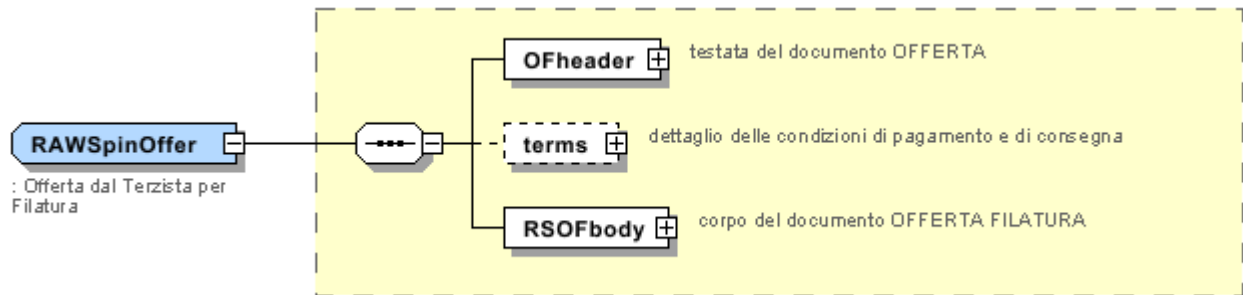 OFheader
testata del documento OFFERTA
RAWSpinOffer
terms
dettaglio delle condizioni di pagamento e di consegna
: Offerta dal Terzista per
Filatura
RSOFbody
corpo del documento OFFERTA FILATURA